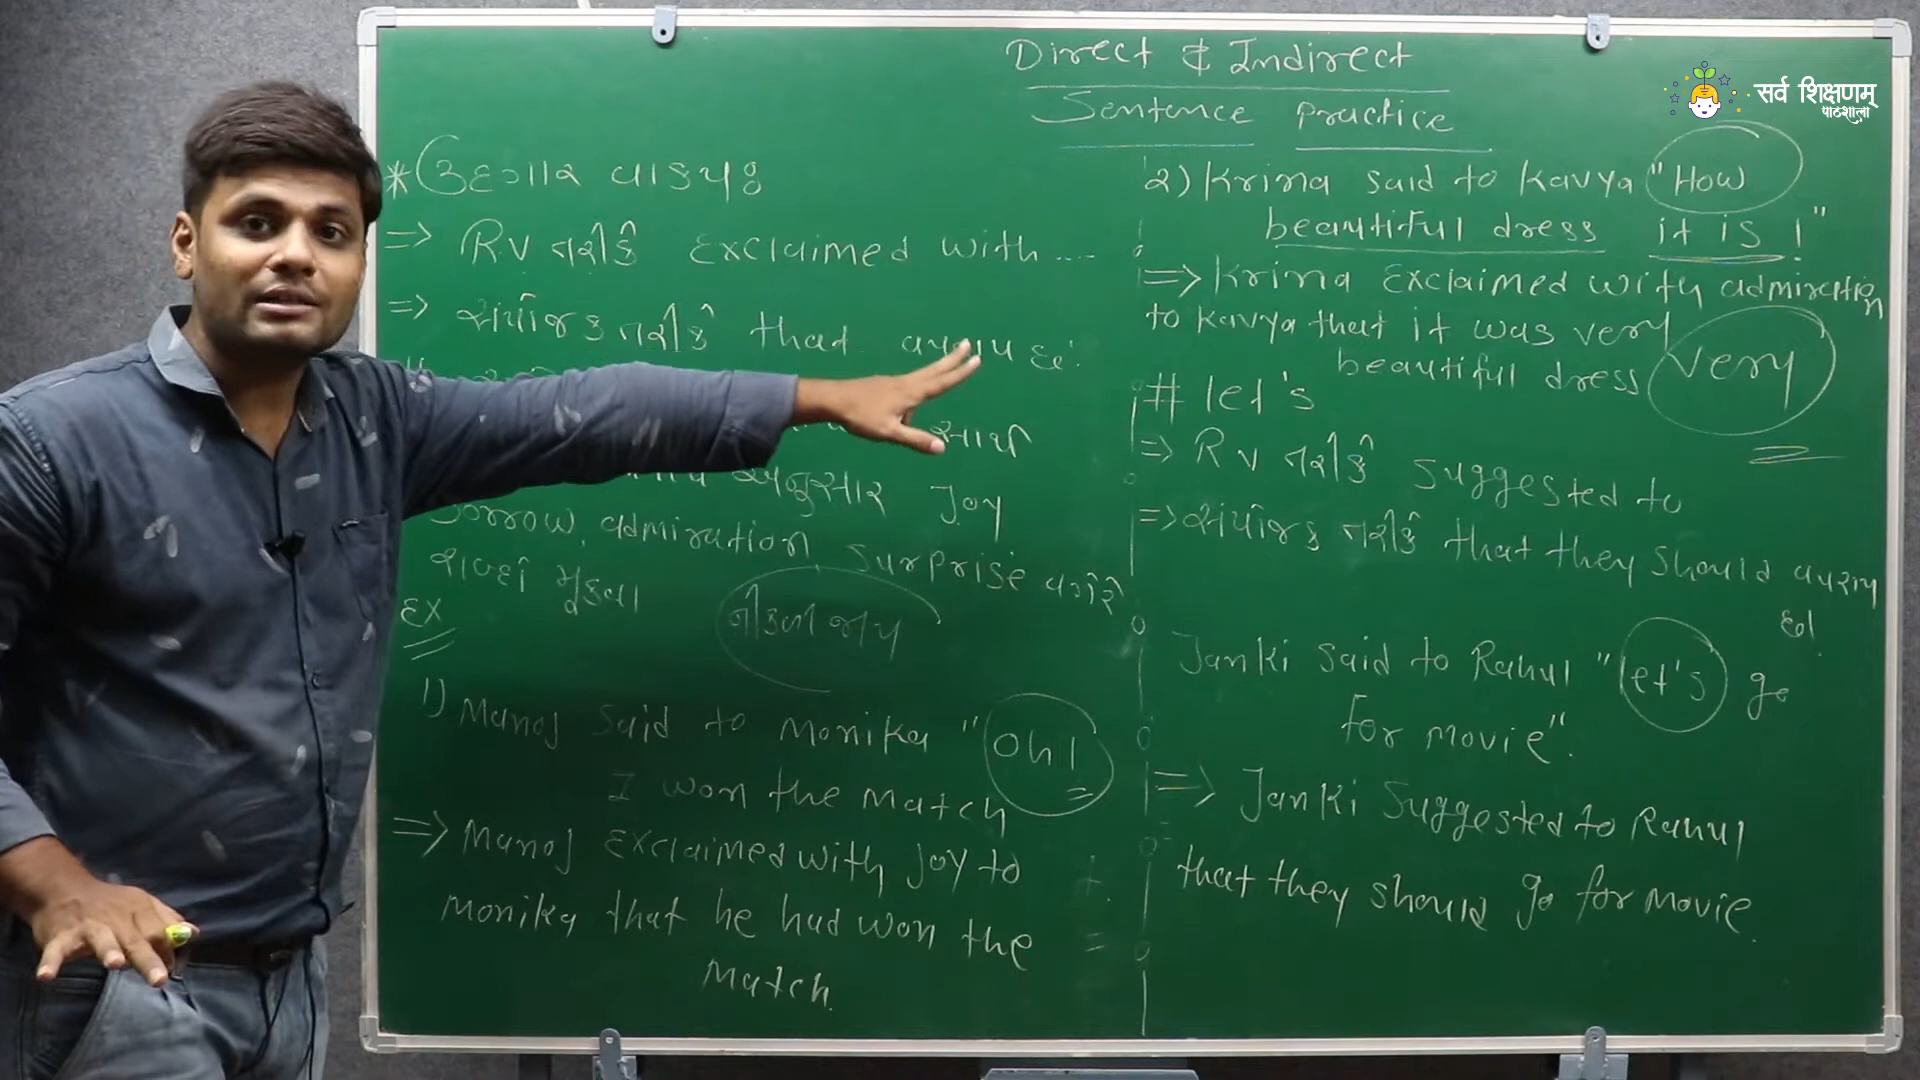 Direct & Indirect
Sentence practice
सर्व शिक्षणम्
पाठशाला
* ઉદ્દગાર વાક્યઃ
=> R.V તરીકે exclaimed with ....
=> સંયોજક તરીકે that વપરાય છે.
સાથી
અનુસાર Joy
Sorrow, admiration surprise વગેરે
શબ્દો મૂકવા
નીકળી જાય
EX
1) Manoj said to Monika "Oh!
I won the match
=> Manoj exclaimed with joy to
monika that he had won the
match.
2) Krina said to Kavya "How
beautiful dress it is !"
=> Krina exclaimed with admiration
to Kavya that it was very
beautiful dress very
# let's
=> R V તરીકે suggested to
=> સંયોજક તરીકે that they should વપરાય
છે.
Janki said to Rahul "let's go
for movie".
=> Janki suggested to Rahul
that they should go for movie.